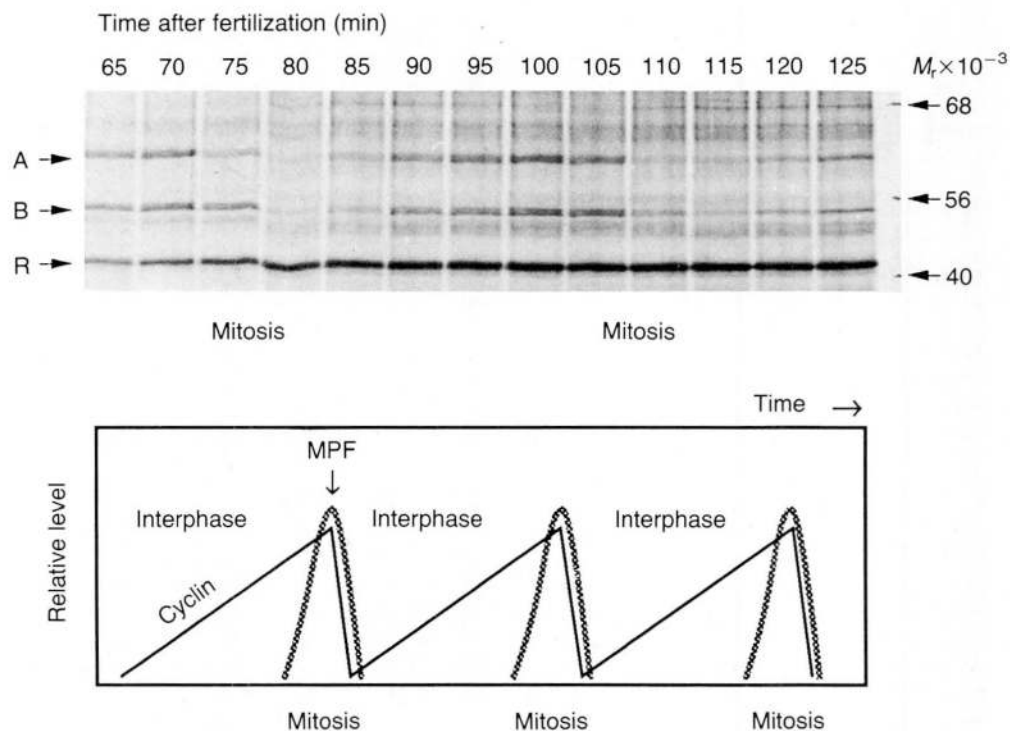 Time after fertilization (min)
65 70 75 80 85 90 95 100 105 110 115 120 125 Mr×10⁻³
68
A
B
56
R
40
Mitosis Mitosis
Time →
MPF
↓
Interphase Interphase Interphase
Relative level
Cyclin
Mitosis Mitosis Mitosis